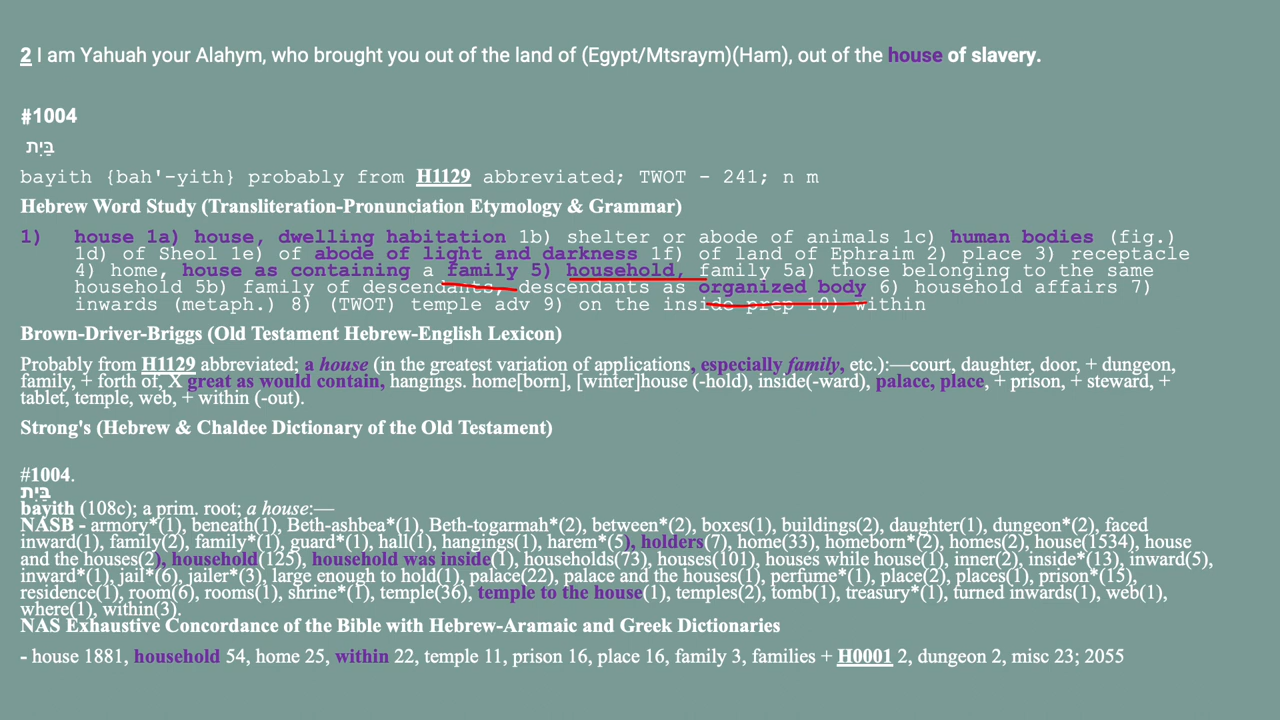 2 I am Yahuah your Alahym, who brought you out of the land of (Egypt/Mtsraym)(Ham), out of the house of slavery.
#1004
בַּיִת
bayith {bah'-yith} probably from H1129 abbreviated; TWOT - 241; n m
Hebrew Word Study (Transliteration-Pronunciation Etymology & Grammar)
1) house 1a) house, dwelling habitation 1b) shelter or abode of animals 1c) human bodies (fig.)
1d) of Sheol 1e) of abode of light and darkness 1f) of land of Ephraim 2) place 3) receptacle
4) home, house as containing a family 5) household, family 5a) those belonging to the same
household 5b) family of descendants, descendants as organized body 6) household affairs 7)
inwards (metaph.) 8) (TWOT) temple adv 9) on the inside prep 10) within
Brown-Driver-Briggs (Old Testament Hebrew-English Lexicon)
Probably from H1129 abbreviated; a house (in the greatest variation of applications, especially family, etc.):—court, daughter, door, + dungeon,
family, + forth of, X great as would contain, hangings. home[born], [winter]house (-hold), inside(-ward), palace, place, + prison, + steward, +
tablet, temple, web, + within (-out).
Strong's (Hebrew & Chaldee Dictionary of the Old Testament)
#1004.
בַּיִת
bayith (108c); a prim. root; a house:—
NASB - armory*(1), beneath(1), Beth-ashbea*(1), Beth-togarmah*(2), between*(2), boxes(1), buildings(2), daughter(1), dungeon*(2), faced
inward(1), family(2), family*(1), guard*(1), hall(1), hangings(1), harem*(5), holders(7), home(33), homeborn*(2), homes(2), house(1534), house
and the houses(2), household(125), household was inside(1), households(73), houses(101), houses while house(1), inner(2), inside*(13), inward(5),
inward*(1), jail*(6), jailer*(3), large enough to hold(1), palace(22), palace and the houses(1), perfume*(1), place(2), places(1), prison*(15),
residence(1), room(6), rooms(1), shrine*(1), temple(36), temple to the house(1), temples(2), tomb(1), treasury*(1), turned inwards(1), web(1),
where(1), within(3).
NAS Exhaustive Concordance of the Bible with Hebrew-Aramaic and Greek Dictionaries
- house 1881, household 54, home 25, within 22, temple 11, prison 16, place 16, family 3, families + H0001 2, dungeon 2, misc 23; 2055